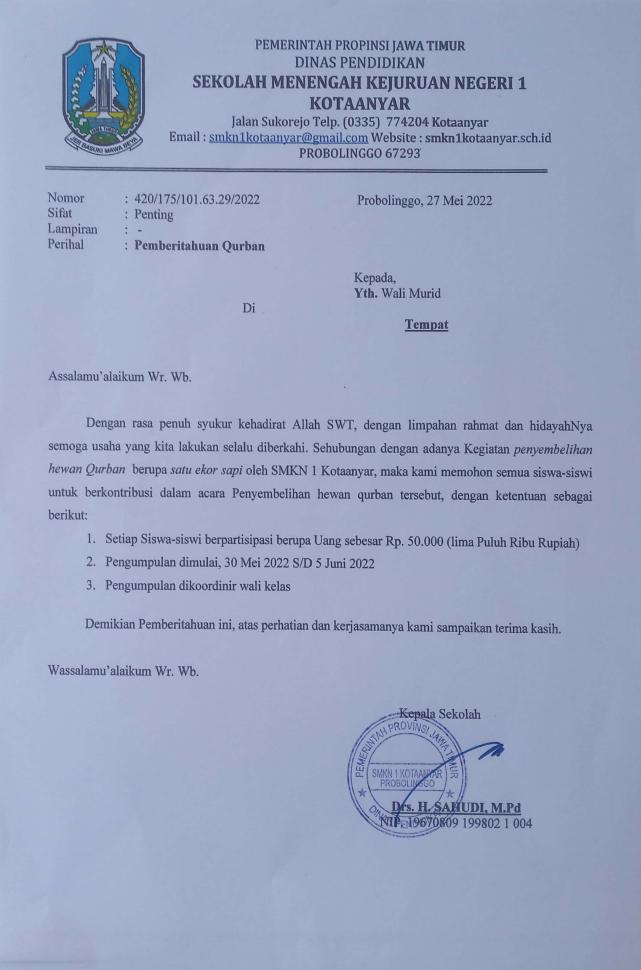 PEMERINTAH PROPINSI JAWA TIMUR
DINAS PENDIDIKAN
SEKOLAH MENENGAH KEJURUAN NEGERI 1
KOTAANYAR
Jalan Sukorejo Telp. (0335) 774204 Kotaanyar
Email : smkn1kotaanyar@gmail.com Website : smkn1kotaanyar.sch.id
PROBOLINGGO 67293
JAWA TIMUR
JER BASUKI MAWA BEYA
Nomor : 420/175/101.63.29/2022 Probolinggo, 27 Mei 2022
Sifat : Penting
Lampiran : -
Perihal : Pemberitahuan Qurban
Kepada,
Yth. Wali Murid
Di
Tempat
Assalamu'alaikum Wr. Wb.
Dengan rasa penuh syukur kehadirat Allah SWT, dengan limpahan rahmat dan hidayahNya
semoga usaha yang kita lakukan selalu diberkahi. Sehubungan dengan adanya Kegiatan penyembelihan
hewan Qurban berupa satu ekor sapi oleh SMKN 1 Kotaanyar, maka kami memohon semua siswa-siswi
untuk berkontribusi dalam acara Penyembelihan hewan qurban tersebut, dengan ketentuan sebagai
berikut:
1. Setiap Siswa-siswi berpartisipasi berupa Uang sebesar Rp. 50.000 (lima Puluh Ribu Rupiah)
2. Pengumpulan dimulai, 30 Mei 2022 S/D 5 Juni 2022
3. Pengumpulan dikoordinir wali kelas
Demikian Pemberitahuan ini, atas perhatian dan kerjasamanya kami sampaikan terima kasih.
Wassalamu'alaikum Wr. Wb.
Kepala Sekolah
PEMERINTAH PROVINSI JAWA TIMUR
SMKN 1 KOTAANYAR
PROBOLINGGO
Drs. H. SAHUDI, M.Pd
NIP. 19670809 199802 1 004